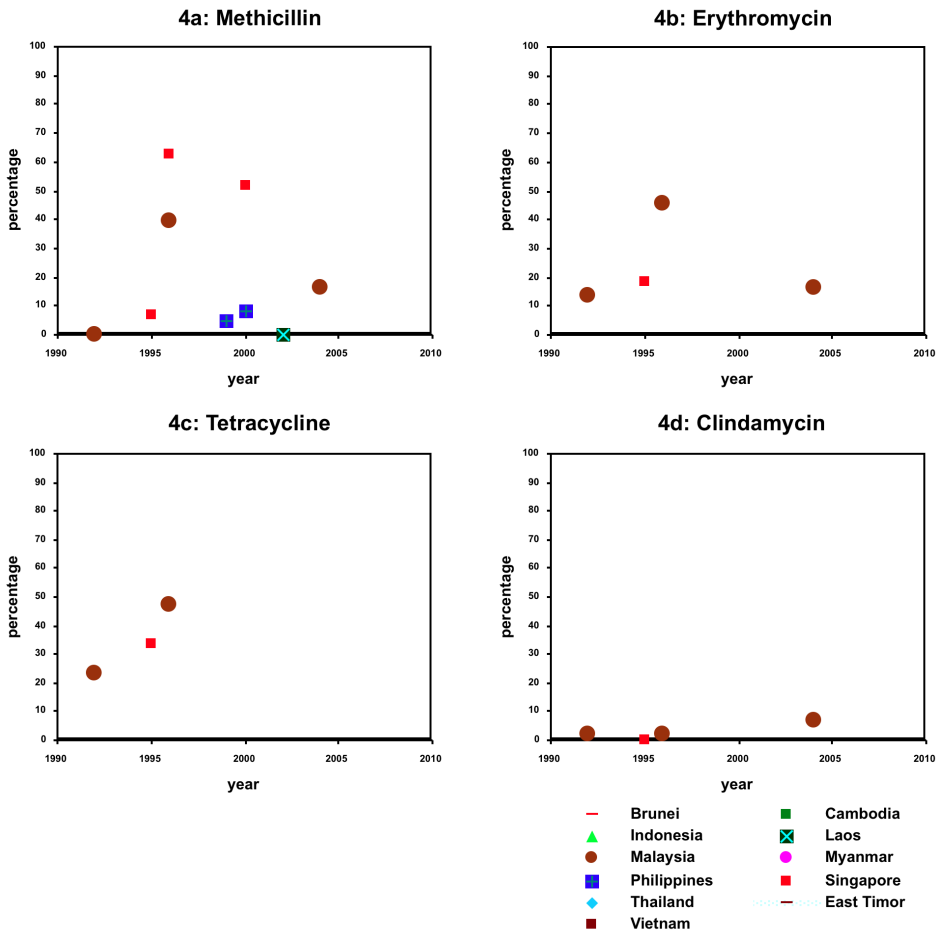 4a: Methicillin
4b: Erythromycin
100
90
80
70
60
50
40
30
20
10
0
percentage
1990
1995
2000
2005
2010
year
100
90
80
70
60
50
40
30
20
10
0
percentage
1990
1995
2000
2005
2010
year
4c: Tetracycline
4d: Clindamycin
100
90
80
70
60
50
40
30
20
10
0
percentage
1990
1995
2000
2005
2010
year
100
90
80
70
60
50
40
30
20
10
0
percentage
1990
1995
2000
2005
2010
year
Brunei
Cambodia
Indonesia
Laos
Malaysia
Myanmar
Philippines
Singapore
Thailand
East Timor
Vietnam